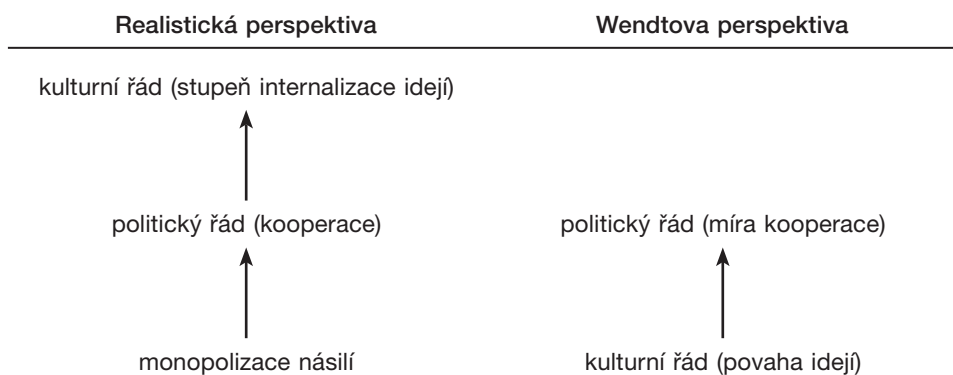 Realistická perspektiva Wendtova perspektiva
kulturní řád (stupeň internalizace idejí)
politický řád (kooperace) politický řád (míra kooperace)
monopolizace násilí kulturní řád (povaha idejí)